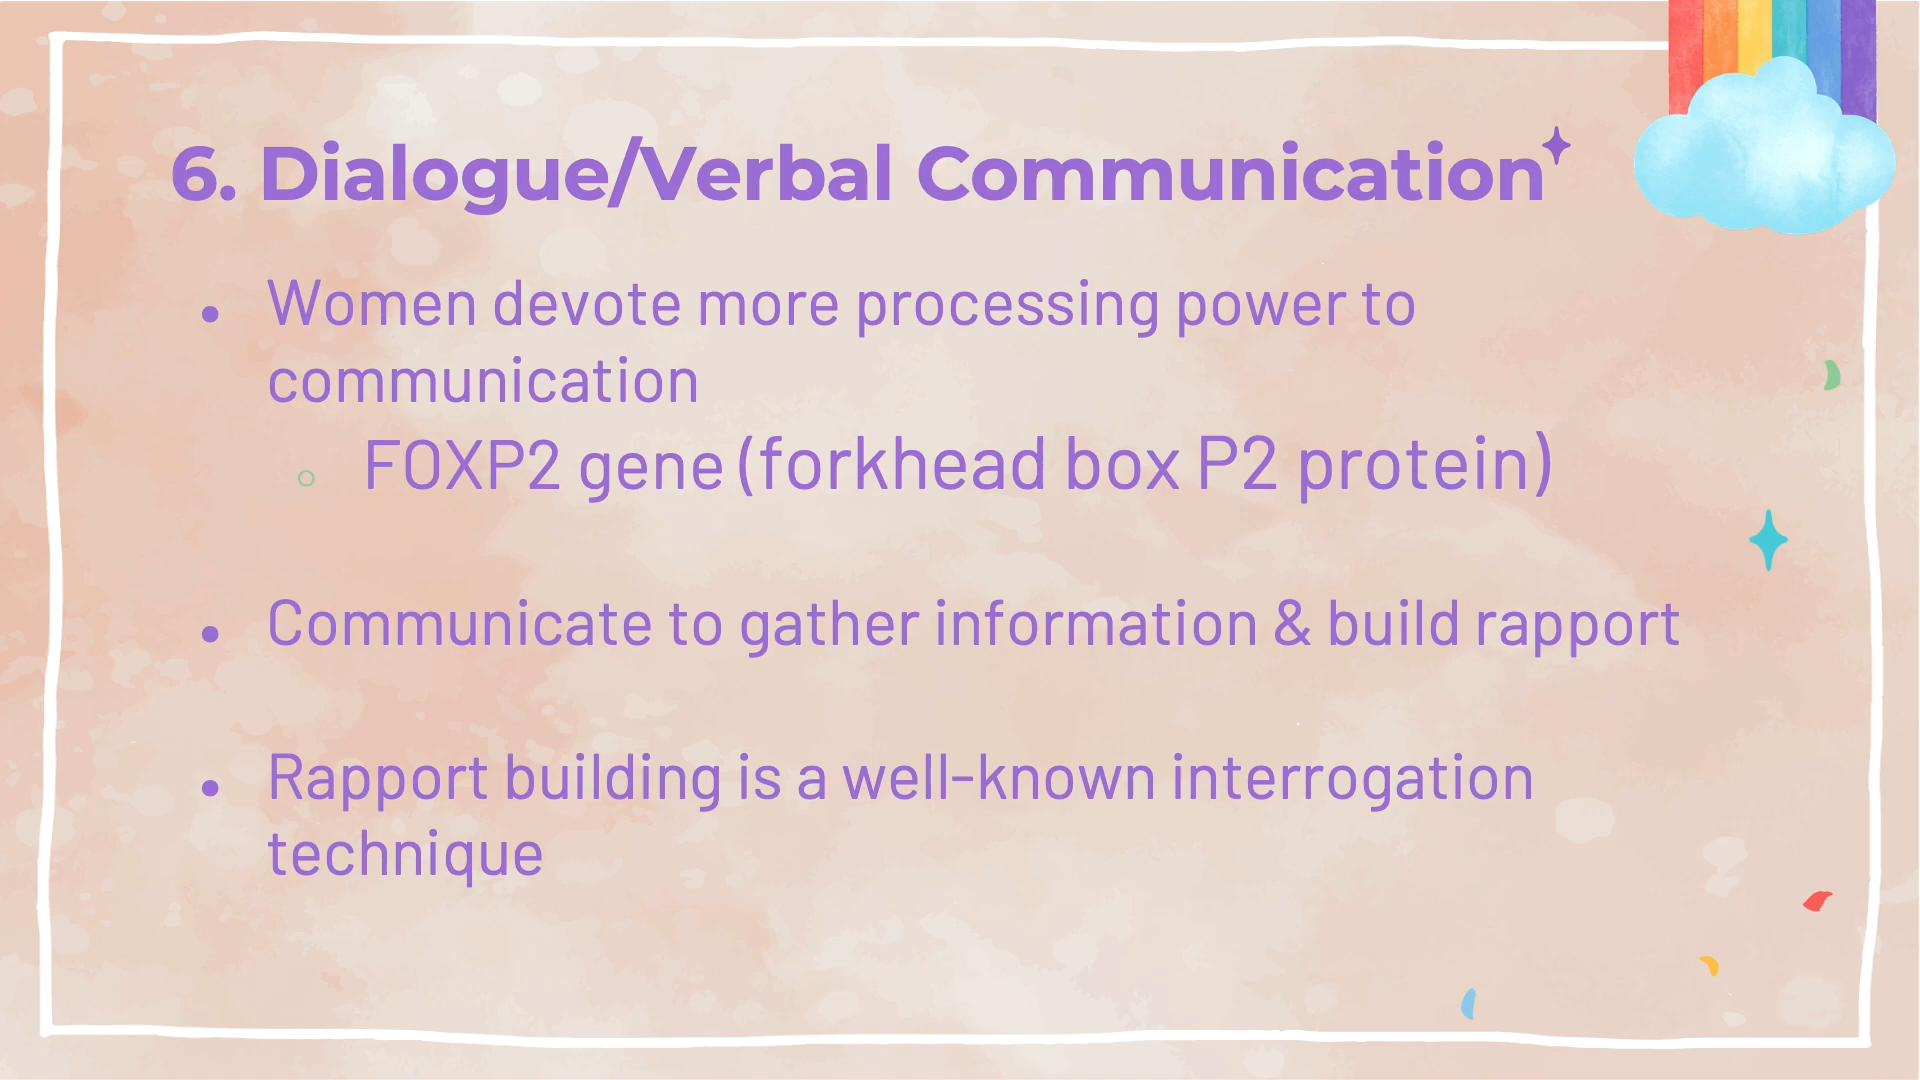 6. Dialogue/Verbal Communication
• Women devote more processing power to
communication
○ FOXP2 gene (forkhead box P2 protein)
• Communicate to gather information & build rapport
• Rapport building is a well-known interrogation
technique